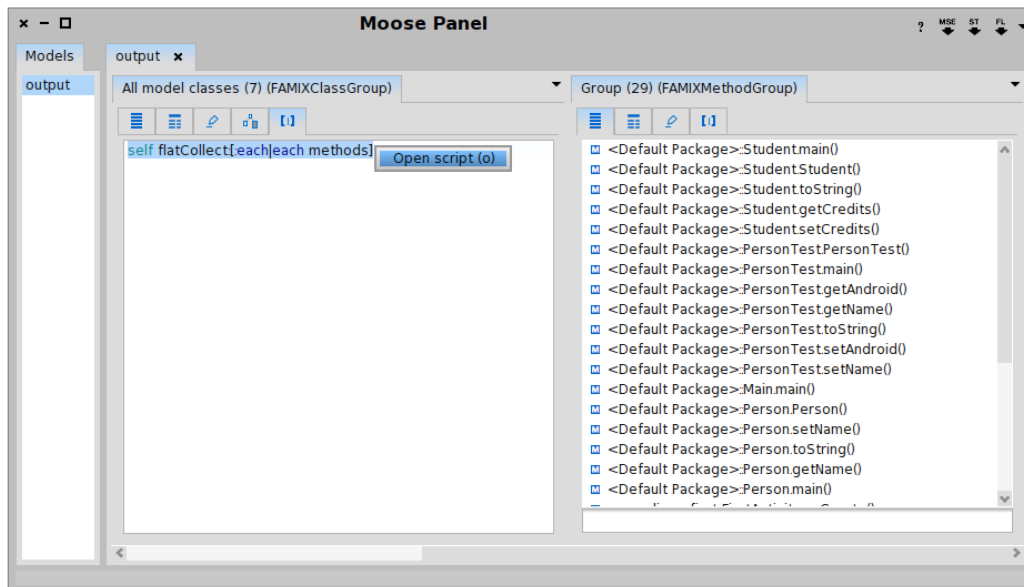 Moose Panel
? MSE ST FL
Models
output
output
All model classes (7) (FAMIXClassGroup)
self flatCollect:[:each|each methods]
Open script (o)
Group (29) (FAMIXMethodGroup)
<Default Package>::Student.main()
<Default Package>::Student.Student()
<Default Package>::Student.toString()
<Default Package>::Student.getCredits()
<Default Package>::Student.setCredits()
<Default Package>::PersonTest.PersonTest()
<Default Package>::PersonTest.main()
<Default Package>::PersonTest.getAndroid()
<Default Package>::PersonTest.getName()
<Default Package>::PersonTest.toString()
<Default Package>::PersonTest.setAndroid()
<Default Package>::PersonTest.setName()
<Default Package>::Main.main()
<Default Package>::Person.Person()
<Default Package>::Person.setName()
<Default Package>::Person.toString()
<Default Package>::Person.getName()
<Default Package>::Person.main()